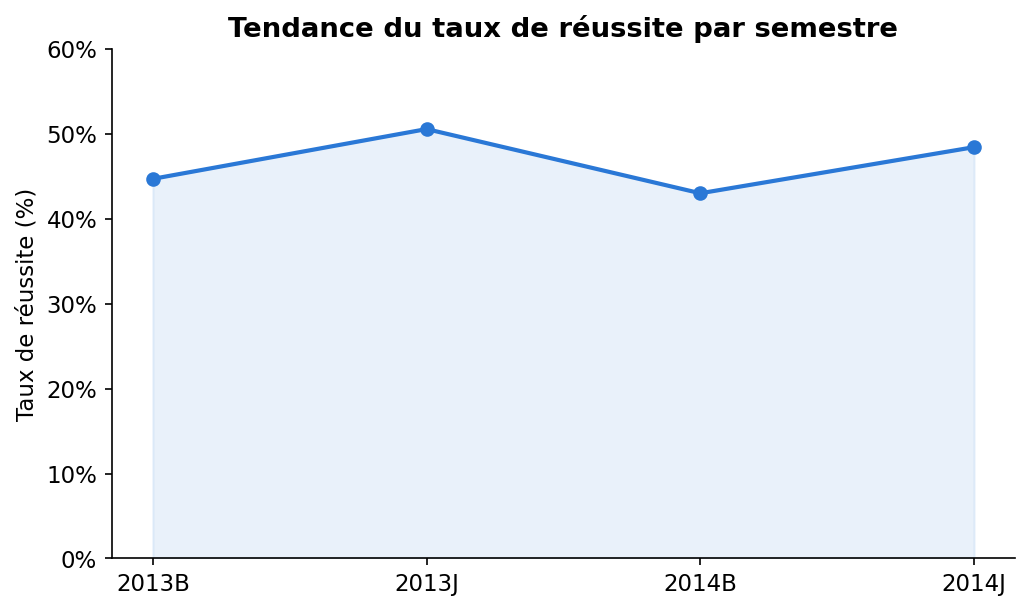 Tendance du taux de réussite par semestre
Taux de réussite (%)
60%
50%
40%
30%
20%
10%
0%
2013B
2013J
2014B
2014J